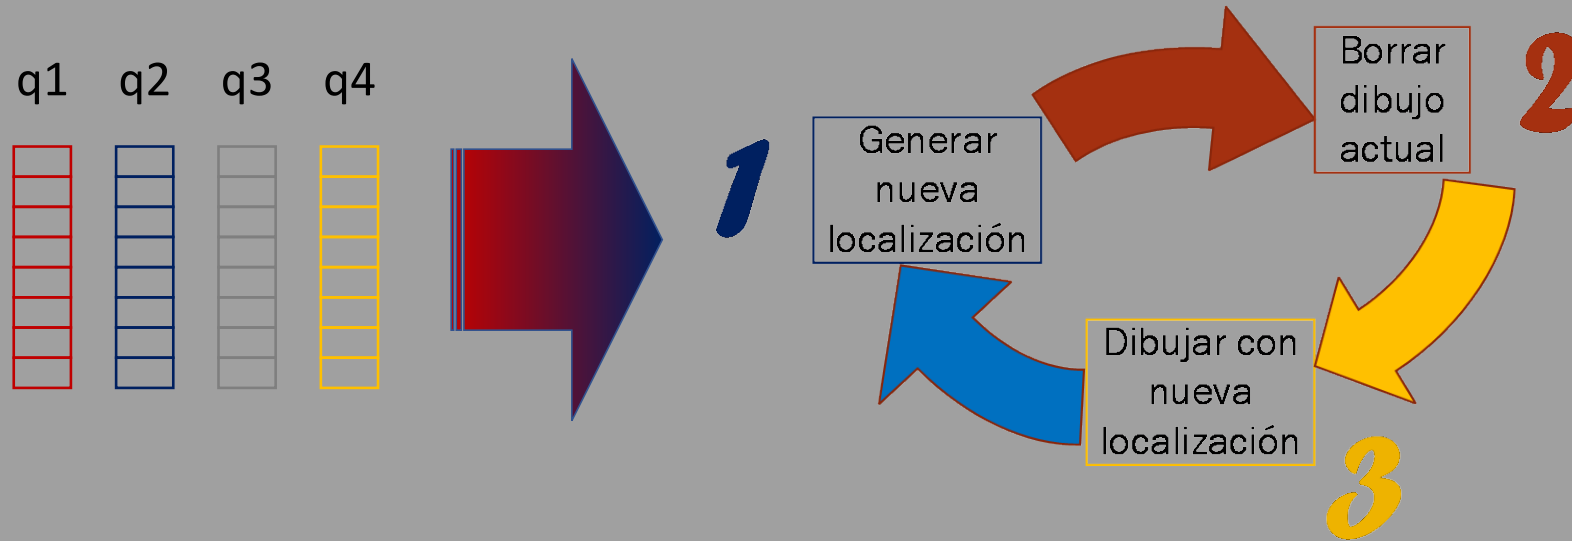 q1 q2 q3 q4
1
Generar
nueva
localización
Borrar
dibujo
actual
2
Dibujar con
nueva
localización
3